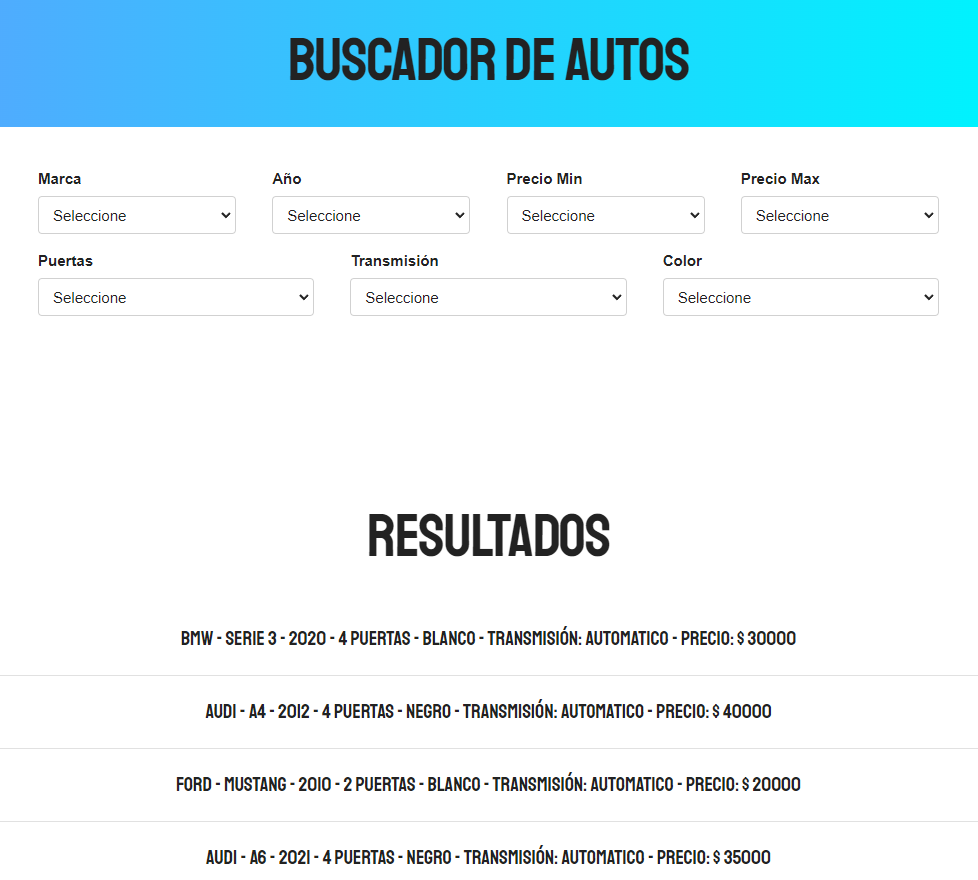 BUSCADOR DE AUTOS
Marca Año Precio Min Precio Max
Seleccione Seleccione Seleccione Seleccione
Puertas Transmisión Color
Seleccione Seleccione Seleccione
RESULTADOS
BMW - SERIE 3 - 2020 - 4 PUERTAS - BLANCO - TRANSMISIÓN: AUTOMATICO - PRECIO: $ 30000
AUDI - A4 - 2012 - 4 PUERTAS - NEGRO - TRANSMISIÓN: AUTOMATICO - PRECIO: $ 40000
FORD - MUSTANG - 2010 - 2 PUERTAS - BLANCO - TRANSMISIÓN: AUTOMATICO - PRECIO: $ 20000
AUDI - A6 - 2021 - 4 PUERTAS - NEGRO - TRANSMISIÓN: AUTOMATICO - PRECIO: $ 35000